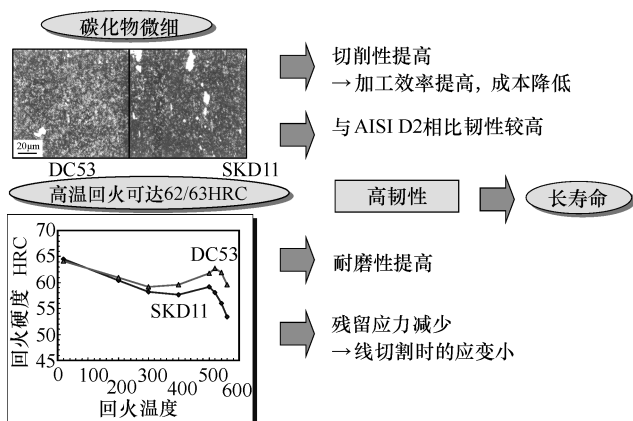 碳化物微细
20μm
DC53
SKD11
切削性提高
→加工效率提高, 成本降低
与AISI D2相比韧性较高
高温回火可达62/63HRC
高韧性
长寿命
回火硬度 HRC
70
65
60
55
50
45
DC53
SKD11
0
100
200
300
400
500
600
回火温度
耐磨性提高
残留应力减少
→线切割时的应变小